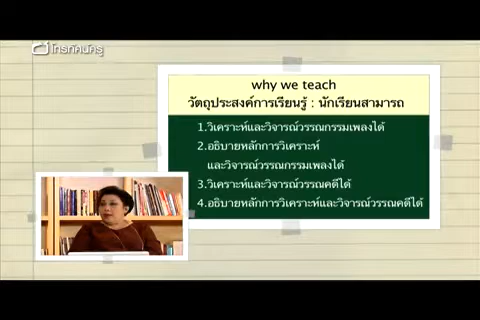 โทรทัศน์ครู
why we teach
วัตถุประสงค์การเรียนรู้ : นักเรียนสามารถ
1.วิเคราะห์และวิจารณ์วรรณกรรมเพลงได้
2.อธิบายหลักการวิเคราะห์
และวิจารณ์วรรณกรรมเพลงได้
3.วิเคราะห์และวิจารณ์วรรณคดีได้
4.อธิบายหลักการวิเคราะห์และวิจารณ์วรรณคดีได้